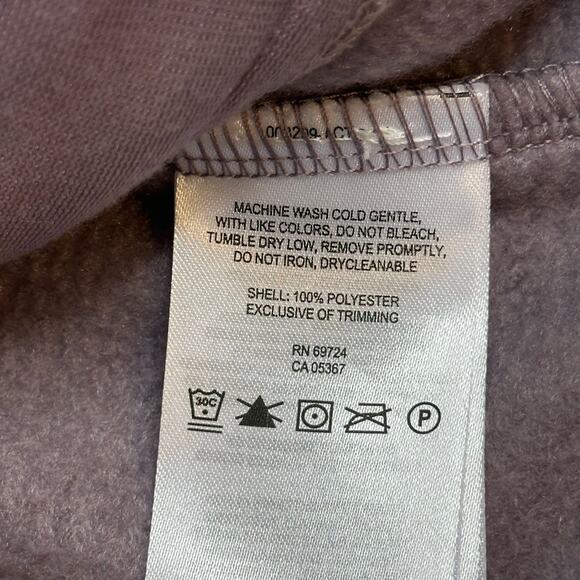 MACHINE WASH COLD GENTLE,
WITH LIKE COLORS, DO NOT BLEACH,
TUMBLE DRY LOW, REMOVE PROMPTLY,
DO NOT IRON, DRYCLEANABLE
SHELL: 100% POLYESTER
EXCLUSIVE OF TRIMMING
RN 69724
CA 05367
30C
P